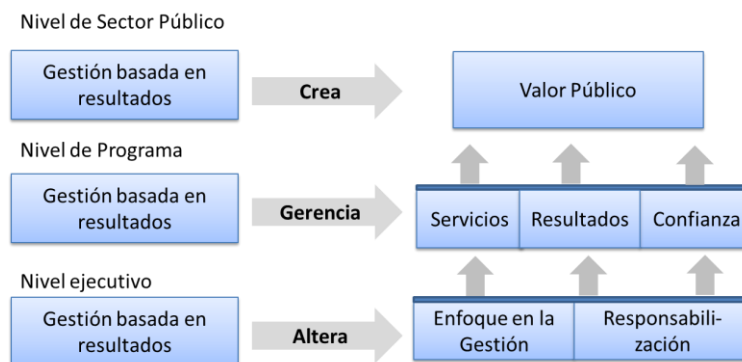 Nivel de Sector Público
Gestión basada en
resultados
Crea
Valor Público
Nivel de Programa
Gestión basada en
resultados
Gerencia
Servicios
Resultados
Confianza
Nivel ejecutivo
Gestión basada en
resultados
Altera
Enfoque en la
Gestión
Responsabili-
zación